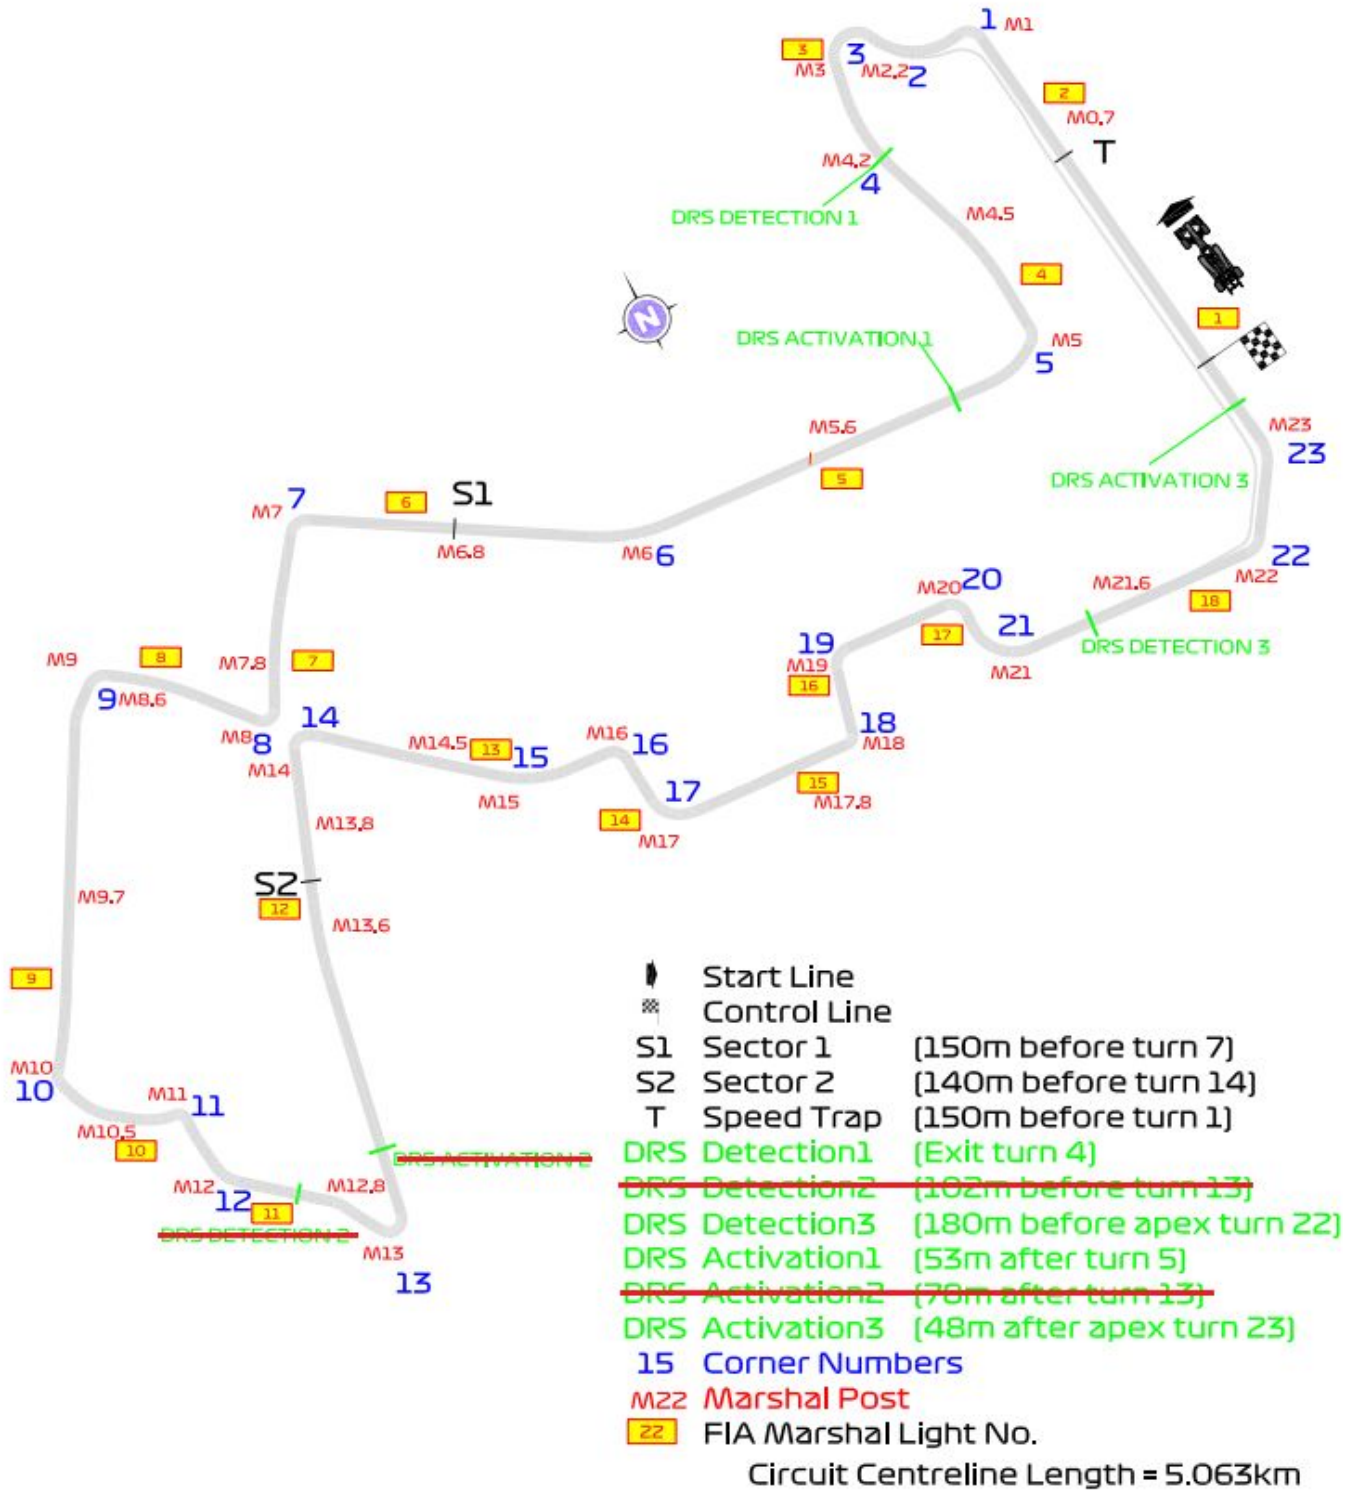 1 M1
3
3
M3
M2.2
2
2
M0.7
T
M4.2
4
DRS DETECTION 1
M4.5
4
N
1
DRS ACTIVATION 1
M5
5
M5.6
5
M23
23
DRS ACTIVATION 3
7
M7
6
S1
M6.8
M6 6
20
M20
M21.6
22
M22
18
21
17
19
M19
16
M21
DRS DETECTION 3
M9
8
M7.8
7
9 M8.6
M8
8
14
M14
M14.5
13
15
M16
16
18
M18
M15
17
15
M17.8
14
M17
M13.8
S2
12
M9.7
M13.6
9
M10
10
M11
11
M10.5
10
M12
12
11
M12.8
DRS ACTIVATION 2
DRS DETECTION 2
M13
13
Start Line
Control Line
S1 Sector 1 (150m before turn 7)
S2 Sector 2 (140m before turn 14)
T Speed Trap (150m before turn 1)
DRS Detection1 (Exit turn 4)
DRS Detection2 (102m before turn 13)
DRS Detection3 (180m before apex turn 22)
DRS Activation1 (53m after turn 5)
DRS Activation2 (78m after turn 13)
DRS Activation3 (48m after apex turn 23)
15 Corner Numbers
M22 Marshal Post
22 FIA Marshal Light No.
Circuit Centreline Length = 5.063km